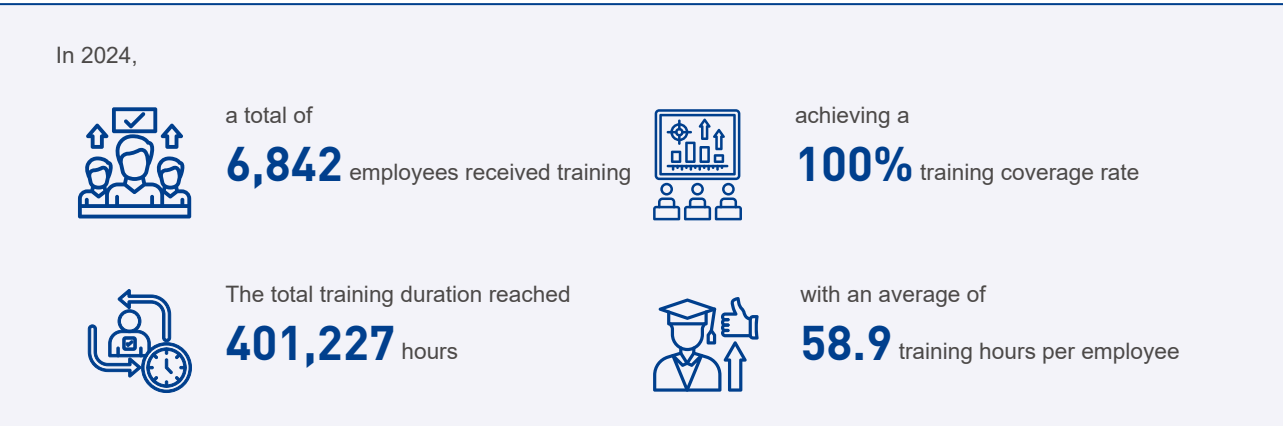 In 2024,
a total of
6,842 employees received training
achieving a
100% training coverage rate
The total training duration reached
401,227 hours
with an average of
58.9 training hours per employee